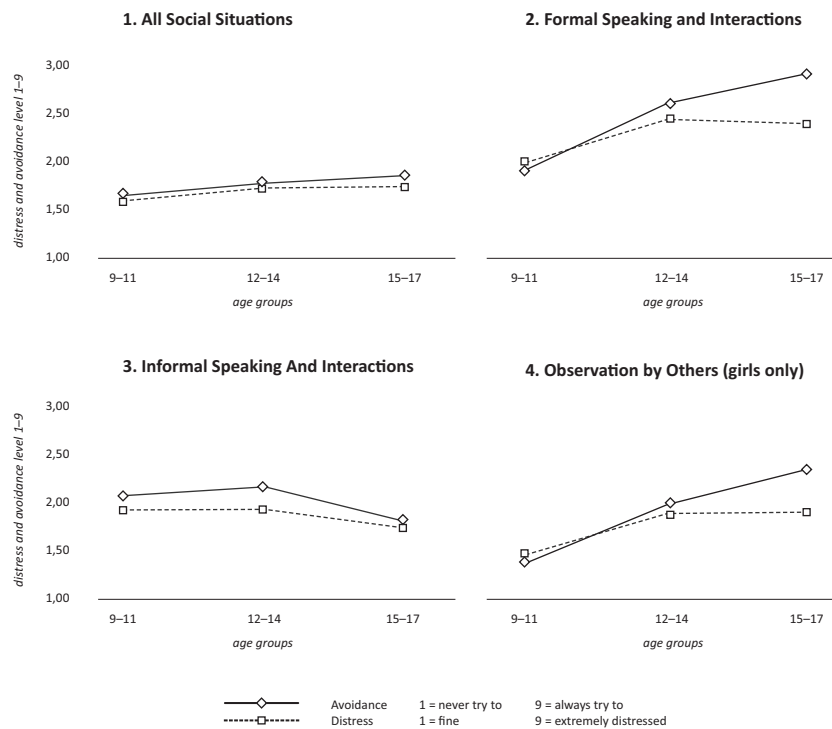 1. All Social Situations
distress and avoidance level 1–9
3,00
2,50
2,00
1,50
1,00
9–11 12–14 15–17
age groups
2. Formal Speaking and Interactions
9–11 12–14 15–17
age groups
3. Informal Speaking And Interactions
distress and avoidance level 1–9
3,00
2,50
2,00
1,50
1,00
9–11 12–14 15–17
age groups
4. Observation by Others (girls only)
9–11 12–14 15–17
age groups
Avoidance 1 = never try to 9 = always try to
Distress 1 = fine 9 = extremely distressed